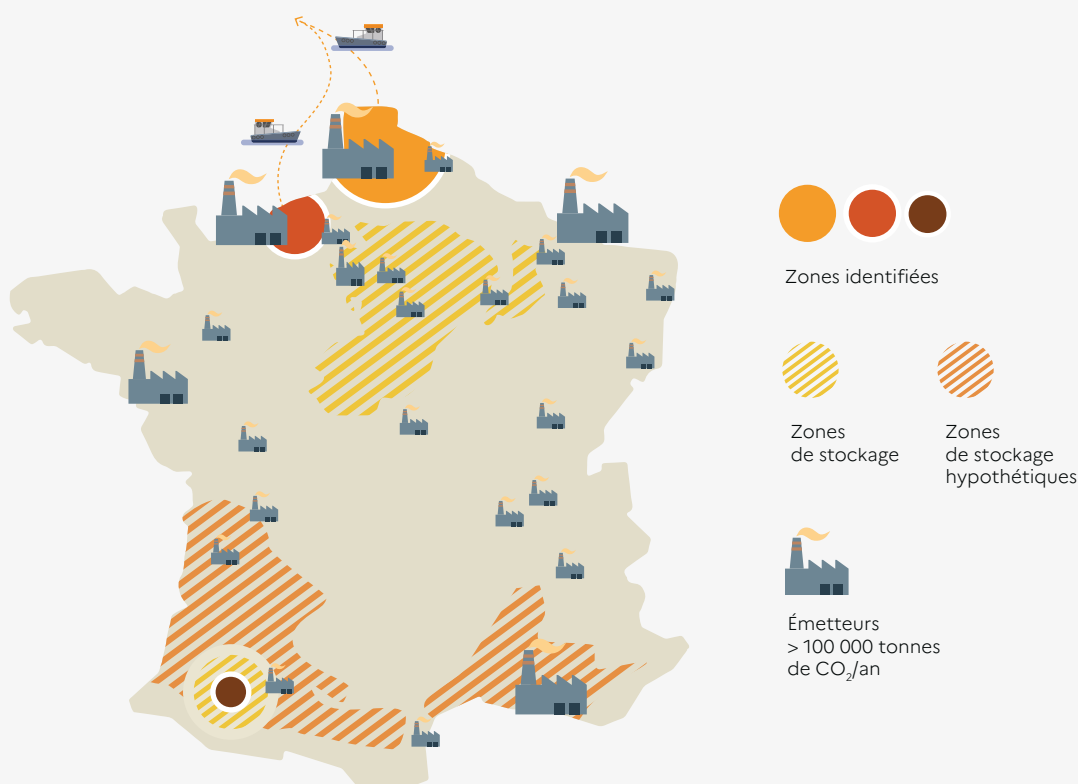 Zones identifiées
Zones
de stockage
Zones
de stockage
hypothétiques
Émetteurs
> 100 000 tonnes
de CO₂/an